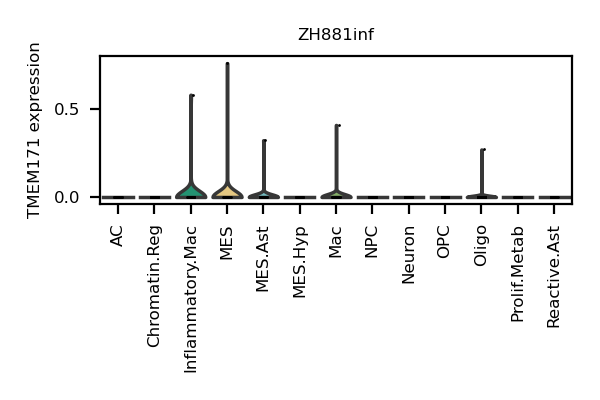 ZH881inf
TMEM171 expression
0.5
0.0
AC
Chromatin.Reg
Inflammatory.Mac
MES
MES.Ast
MES.Hyp
Mac
NPC
Neuron
OPC
Oligo
Prolif.Metab
Reactive.Ast